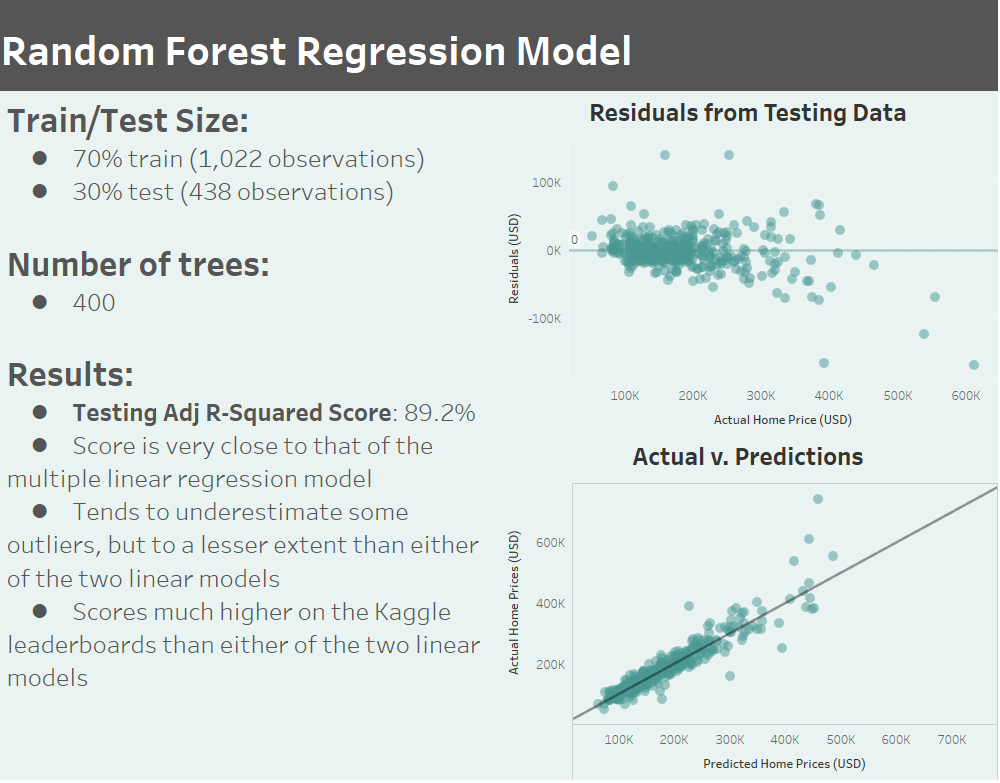 Random Forest Regression Model
Train/Test Size:
● 70% train (1,022 observations)
● 30% test (438 observations)
Number of trees:
● 400
Results:
● Testing Adj R-Squared Score: 89.2%
● Score is very close to that of the
multiple linear regression model
● Tends to underestimate some
outliers, but to a lesser extent than either
of the two linear models
● Scores much higher on the Kaggle
leaderboards than either of the two linear
models
Residuals from Testing Data
Residuals (USD)
100K
0
0K
-100K
100K 200K 300K 400K 500K 600K
Actual Home Price (USD)
Actual v. Predictions
Actual Home Prices (USD)
600K
400K
200K
100K 200K 300K 400K 500K 600K 700K
Predicted Home Prices (USD)